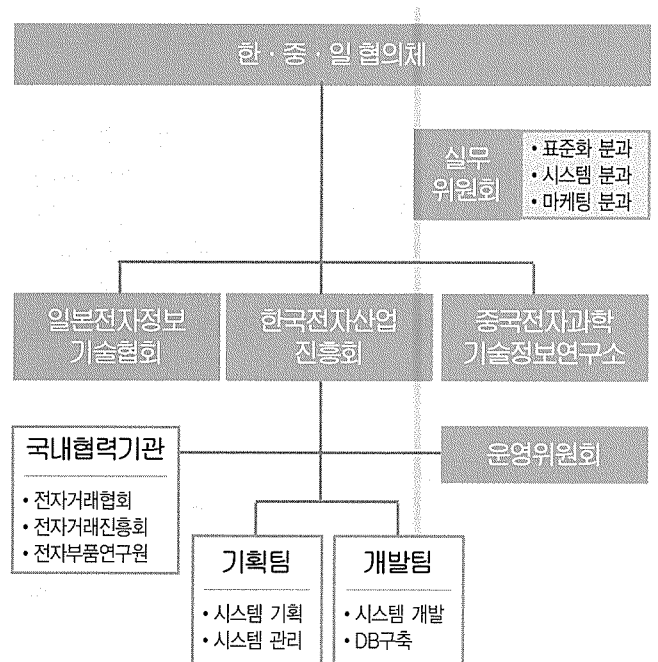 한 · 중 · 일 협의체
실무
위원회
• 표준화 분과
• 시스템 분과
• 마케팅 분과
일본전자정보
기술협회
한국전자산업
진흥회
중국전자과학
기술정보연구소
국내협력기관
• 전자거래협회
• 전자거래진흥회
• 전자부품연구원
운영위원회
기획팀
• 시스템 기획
• 시스템 관리
개발팀
• 시스템 개발
• DB구축